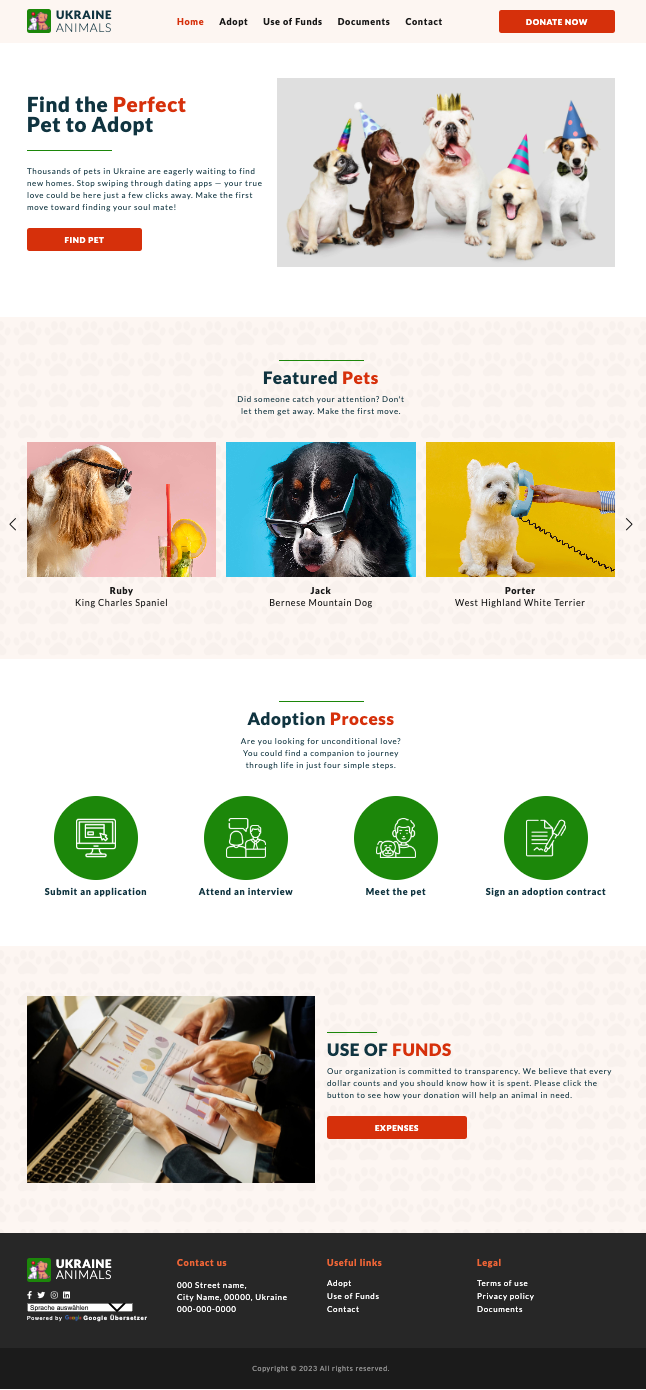 UKRAINE
ANIMALS
Home Adopt Use of Funds Documents Contact
DONATE NOW
Find the Perfect
Pet to Adopt
Thousands of pets in Ukraine are eagerly waiting to find
new homes. Stop swiping through dating apps — your true
love could be here just a few clicks away. Make the first
move toward finding your soul mate!
FIND PET
Featured Pets
Did someone catch your attention? Don't
let them get away. Make the first move.
Ruby
King Charles Spaniel
Jack
Bernese Mountain Dog
Porter
West Highland White Terrier
Adoption Process
Are you looking for unconditional love?
You could find a companion to journey
through life in just four simple steps.
Submit an application
Attend an interview
Meet the pet
Sign an adoption contract
USE OF FUNDS
Our organization is committed to transparency. We believe that every
dollar counts and you should know how it is spent. Please click the
button to see how your donation will help an animal in need.
EXPENSES
UKRAINE
ANIMALS
Sprache auswählen
Powered by Google Google Übersetzer
Contact us
000 Street name,
City Name, 00000, Ukraine
000-000-0000
Useful links
Adopt
Use of Funds
Contact
Legal
Terms of use
Privacy policy
Documents
Copyright © 2023 All rights reserved.